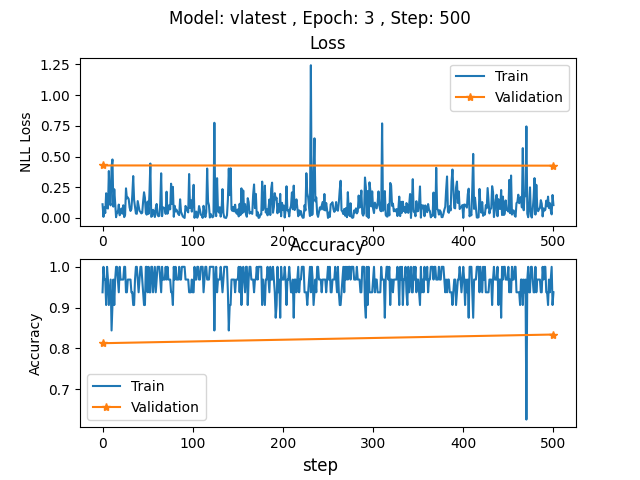 Model: vlatest , Epoch: 3 , Step: 500
Loss
NLL Loss
1.25
1.00
0.75
0.50
0.25
0.00
Train
Validation
0 100 200 300 400 500
Accuracy
Accuracy
1.0
0.9
0.8
0.7
Train
Validation
0 100 200 300 400 500
step